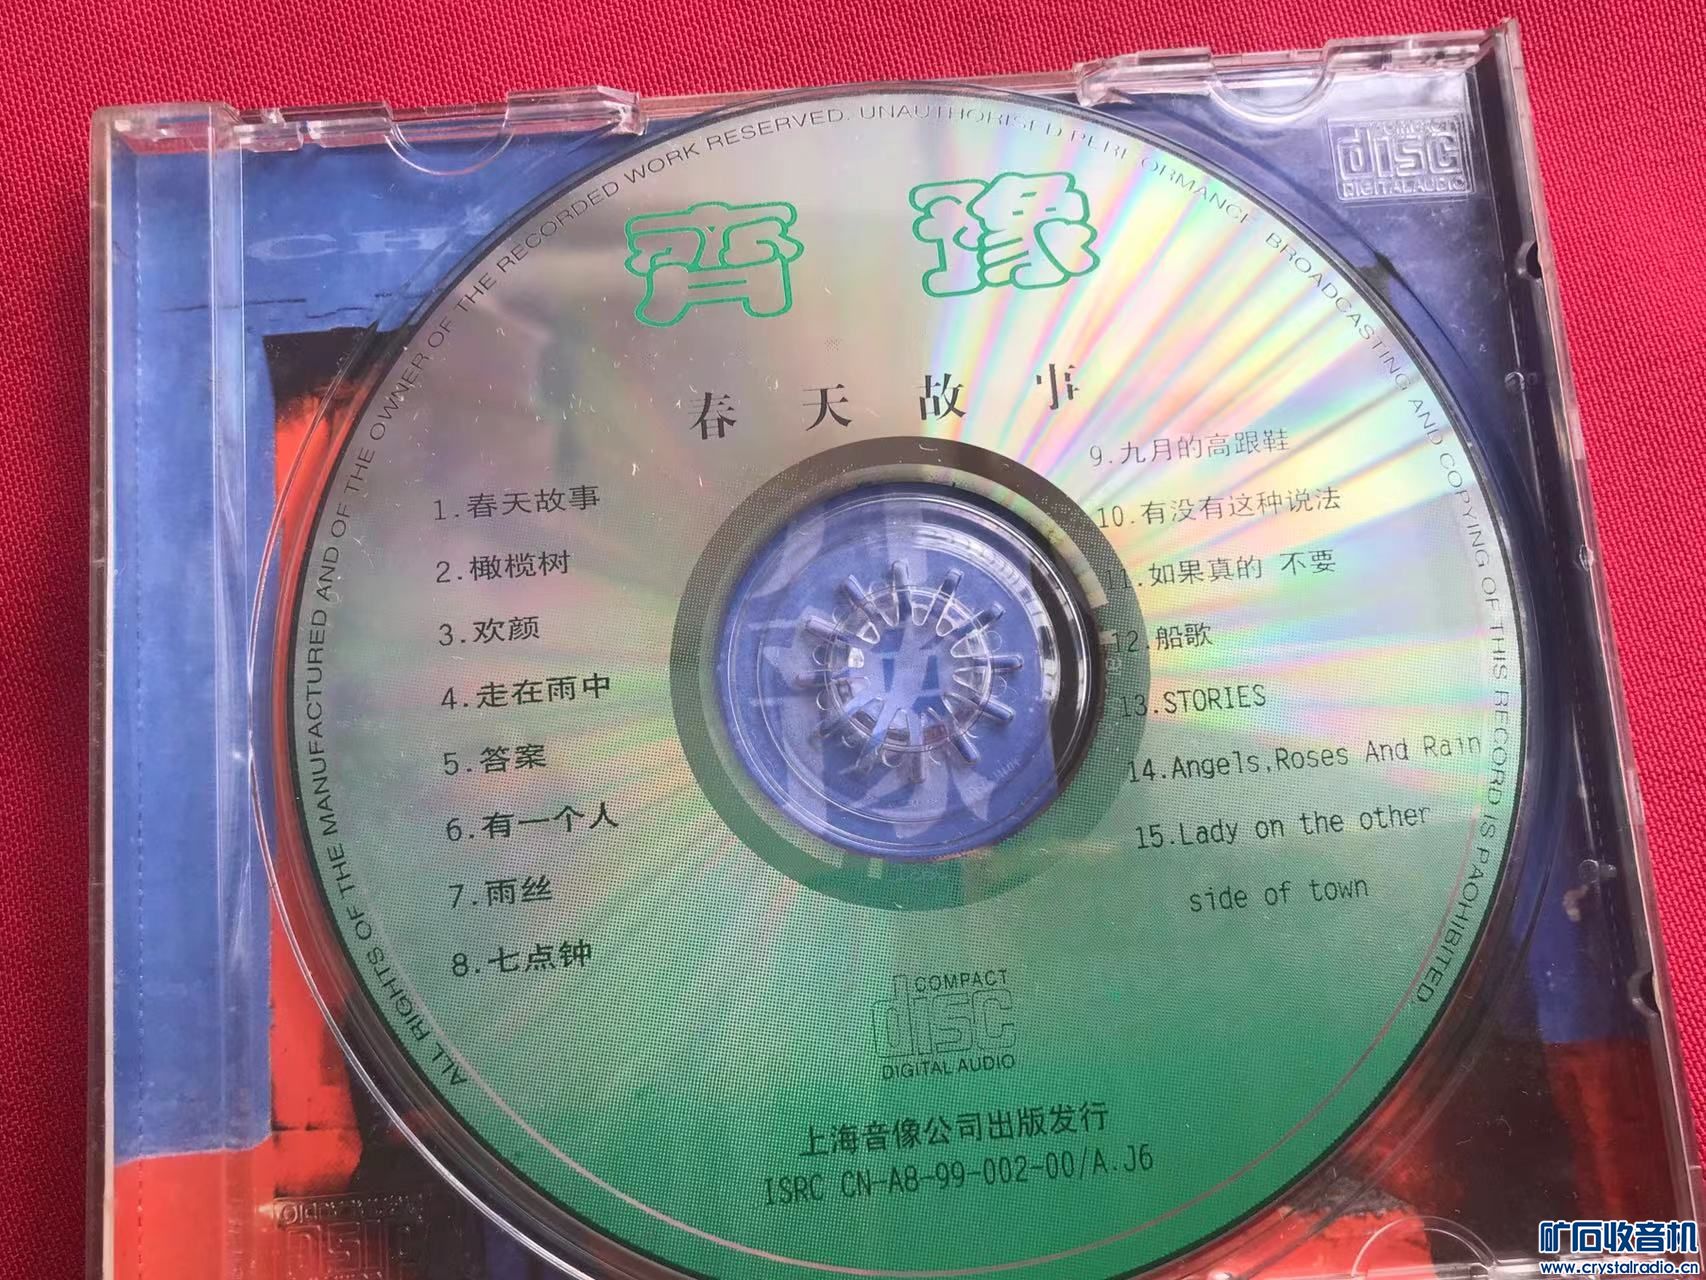 ALL RIGHTS OF THE MANUFACTURED AND OF THE OWNER OF THE RECORDED WORK RESERVED. UNAUTHORISED PERFORMANCE BROADCASTING AND COPYING OF THIS RECORD IS PAOHIBITED
COMPACT
disc
DIGITAL AUDIO
齊豫
春天故事
1.春天故事
2.橄榄树
3.欢颜
4.走在雨中
5.答案
6.有一个人
7.雨丝
8.七点钟
9.九月的高跟鞋
10.有没有这种说法
11.如果真的 不要
12.船歌
13.STORIES
14.Angels,Roses And Rain
15.Lady on the other
side of town
COMPACT
disc
DIGITAL AUDIO
上海音像公司出版发行
ISRC CN-A8-99-002-00/A.J6
矿石收音机
www.crystalradio.cn